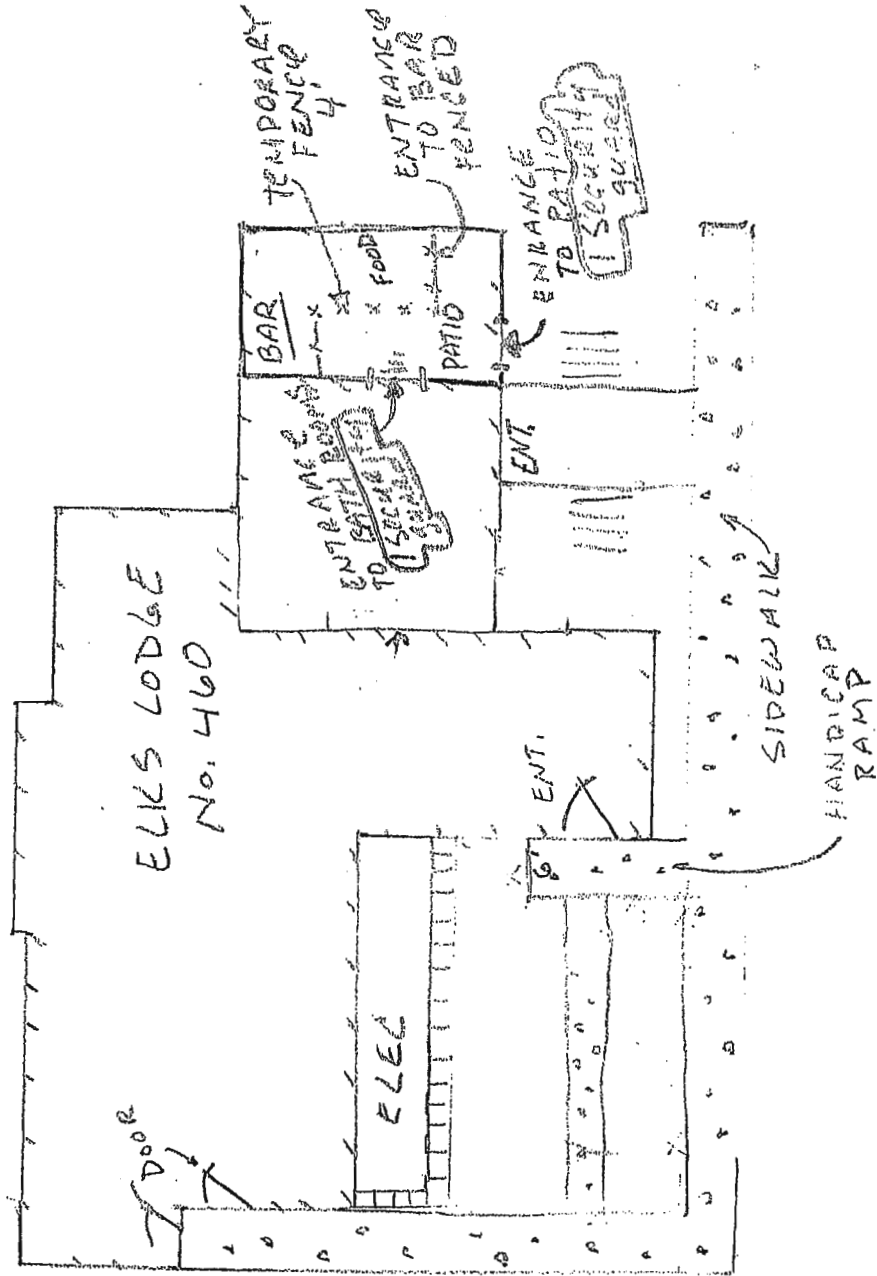 TEMPORARY
FENCE
4'
ENTRANCE
TO BAR
FENCED
ENRANCE
TO PATIO
1 SECURITY
GUARD
BAR
FOOD
PATIO
ENTRANCE
TO BATH ROOMS
1 SECURITY
GUARD
ENT.
ELKS LODGE
No. 460
ENT.
6'
SIDEWALK
HANDICAP
RAMP
ELEC
DOOR